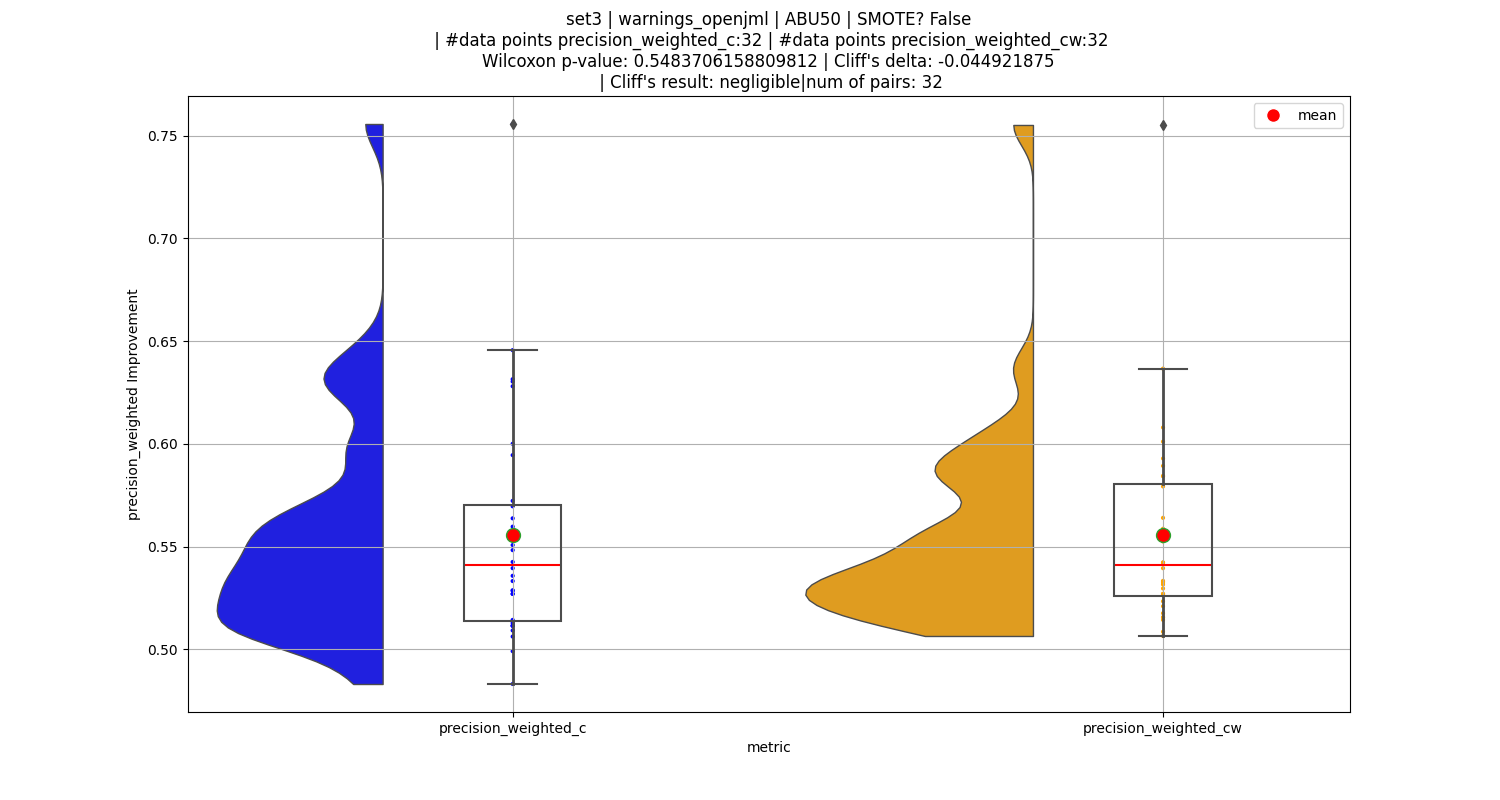 set3 | warnings_openjml | ABU50 | SMOTE? False
| #data points precision_weighted_c:32 | #data points precision_weighted_cw:32
Wilcoxon p-value: 0.5483706158809812 | Cliff's delta: -0.044921875
| Cliff's result: negligible|num of pairs: 32
mean
0.75
0.70
0.65
0.60
0.55
0.50
precision_weighted Improvement
precision_weighted_c
precision_weighted_cw
metric